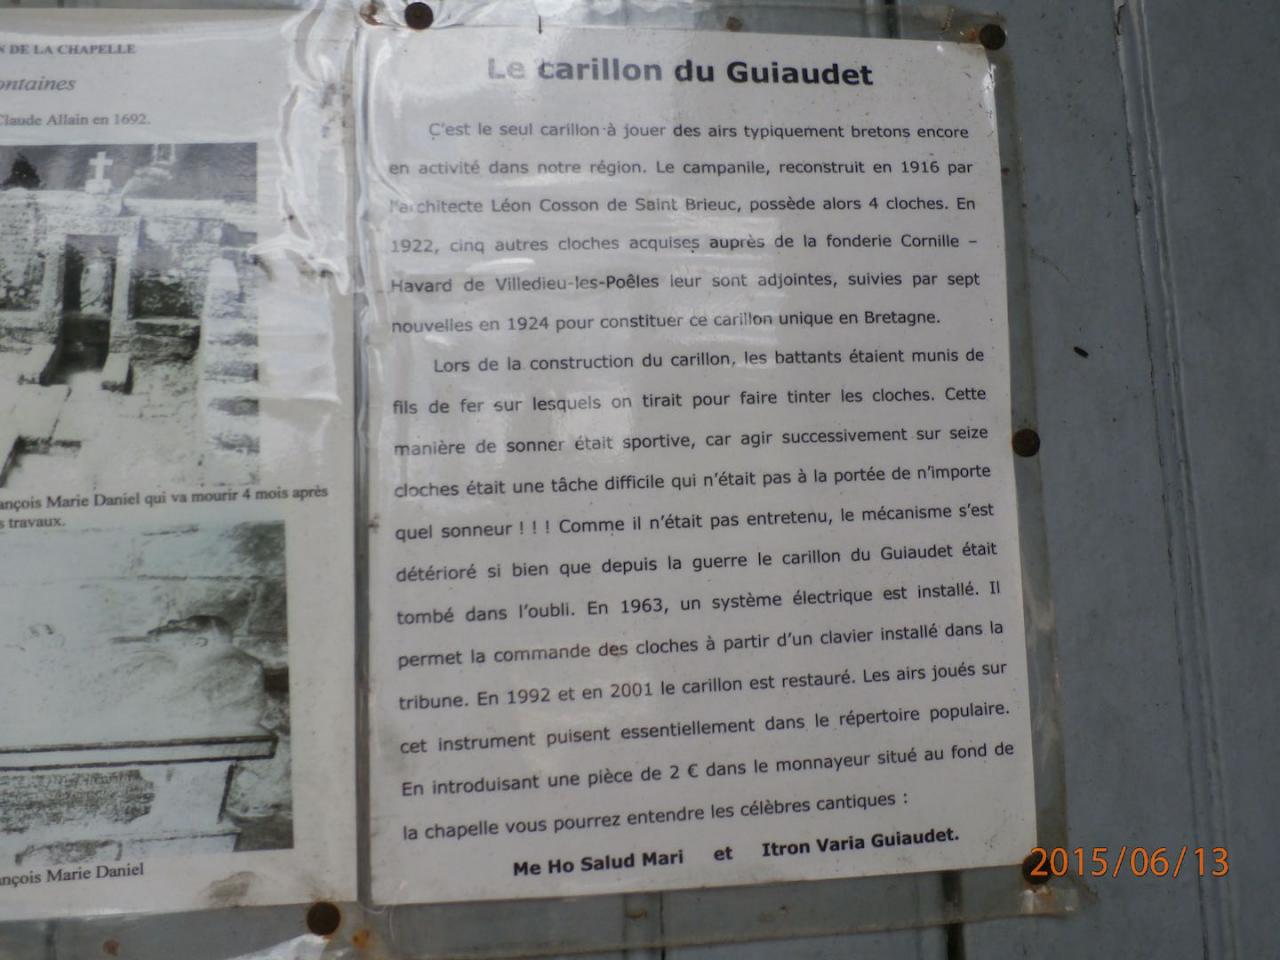 N DE LA CHAPELLE
ontaines
Claude Allain en 1692.
ançois Marie Daniel qui va mourir 4 mois après
s travaux.
ançois Marie Daniel
Le carillon du Guiaudet
C'est le seul carillon à jouer des airs typiquement bretons encore
en activité dans notre région. Le campanile, reconstruit en 1916 par
l'architecte Léon Cosson de Saint Brieuc, possède alors 4 cloches. En
1922, cinq autres cloches acquises auprès de la fonderie Cornille –
Havard de Villedieu-les-Poêles leur sont adjointes, suivies par sept
nouvelles en 1924 pour constituer ce carillon unique en Bretagne.
Lors de la construction du carillon, les battants étaient munis de
fils de fer sur lesquels on tirait pour faire tinter les cloches. Cette
manière de sonner était sportive, car agir successivement sur seize
cloches était une tâche difficile qui n'était pas à la portée de n'importe
quel sonneur ! ! ! Comme il n'était pas entretenu, le mécanisme s'est
détérioré si bien que depuis la guerre le carillon du Guiaudet était
tombé dans l'oubli. En 1963, un système électrique est installé. Il
permet la commande des cloches à partir d'un clavier installé dans la
tribune. En 1992 et en 2001 le carillon est restauré. Les airs joués sur
cet instrument puisent essentiellement dans le répertoire populaire.
En introduisant une pièce de 2 € dans le monnayeur situé au fond de
la chapelle vous pourrez entendre les célèbres cantiques :
Me Ho Salud Mari et Itron Varia Guiaudet.
2015/06/13